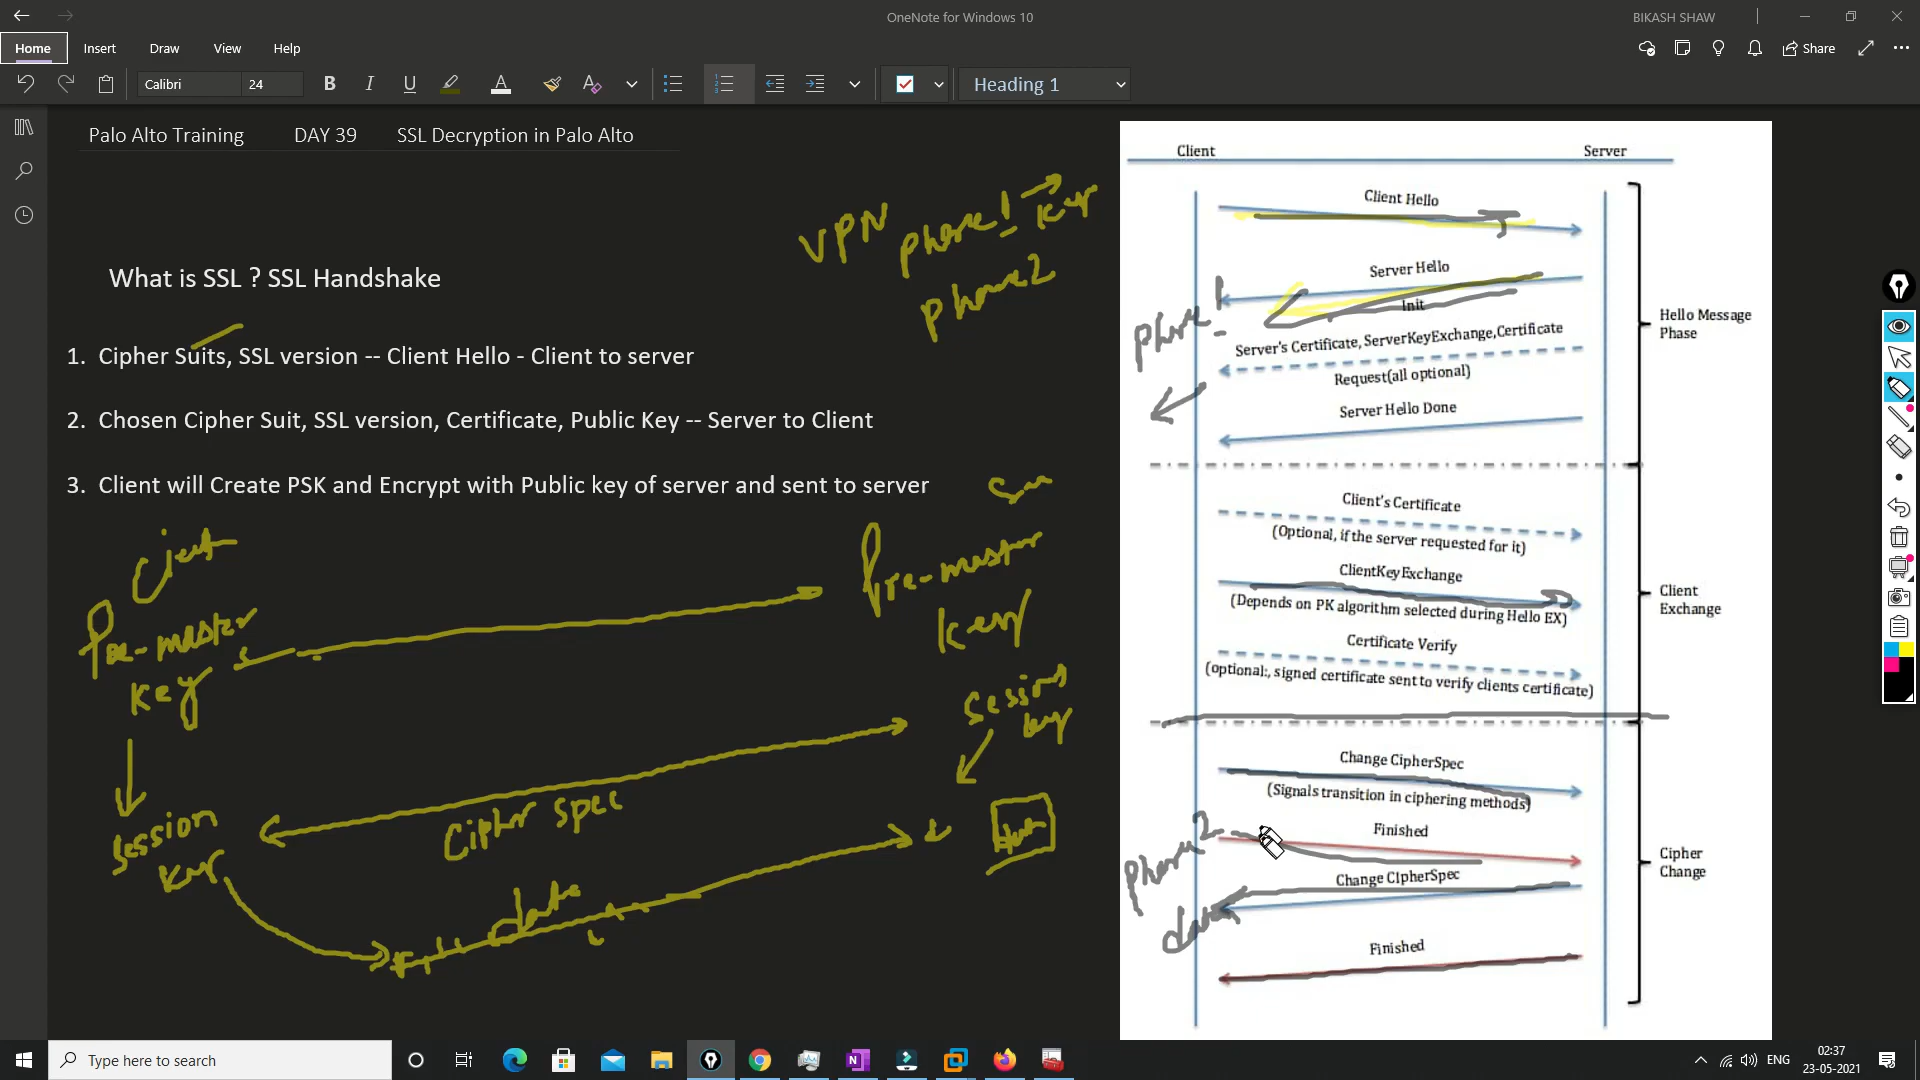 OneNote for Windows 10
BIKASH SHAW
Home Insert Draw View Help
Share
Calibri 24 B I U A A Heading 1
Palo Alto Training DAY 39 SSL Decryption in Palo Alto
What is SSL ? SSL Handshake
1. Cipher Suits, SSL version -- Client Hello - Client to server
2. Chosen Cipher Suit, SSL version, Certificate, Public Key -- Server to Client
3. Client will Create PSK and Encrypt with Public key of server and sent to server
VPN phase 1 key
phase 2
Client
Pre-master
key
Pre-master
key
session
key
Cipher spec
session
key
data
Client Server
Client Hello
Server Hello
Init
Server's Certificate, ServerKeyExchange,Certificate
Request(all optional)
Server Hello Done
Hello Message
Phase
phase 1
Client's Certificate
(Optional, if the server requested for it)
ClientKeyExchange
(Depends on PK algorithm selected during Hello EX)
Certificate Verify
(optional:, signed certificate sent to verify clients certificate)
Client
Exchange
Change CipherSpec
(Signals transition in ciphering methods)
Finished
Change CIpherSpec
Finished
Cipher
Change
phase 2
data
Type here to search
ENG
02:37
23-05-2021